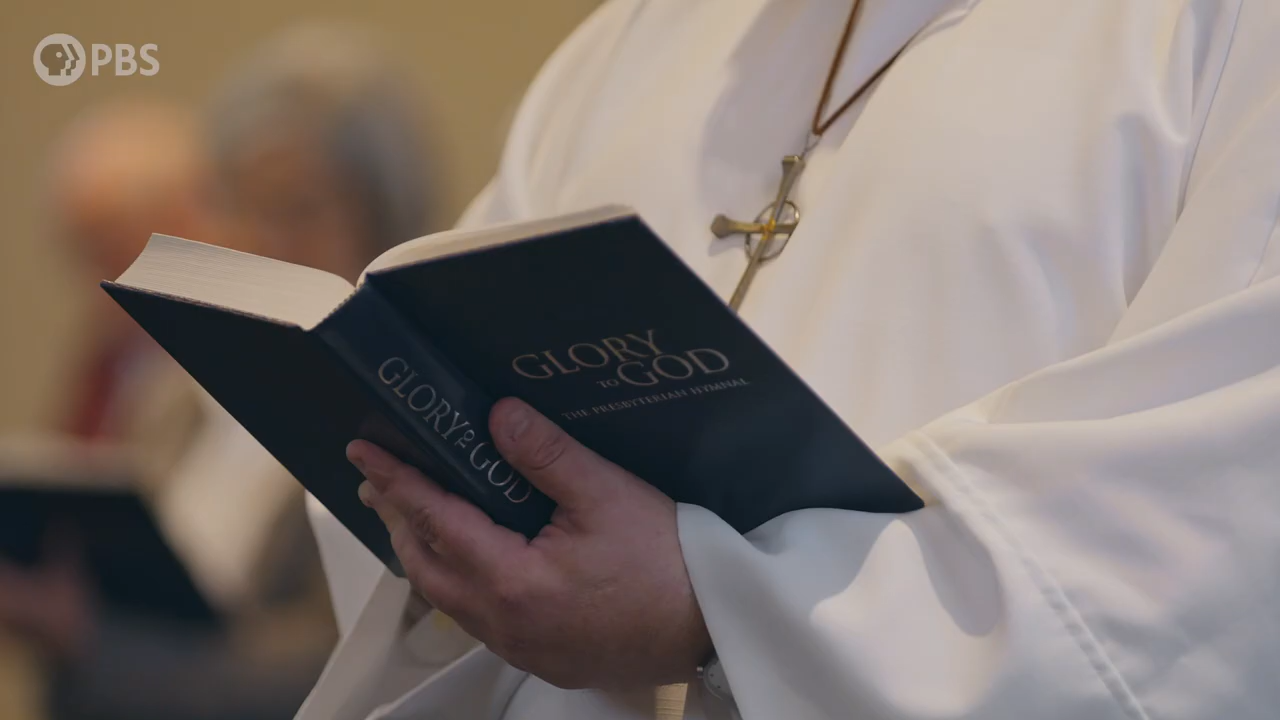 PBS
GLORY
TO GOD
THE PRESBYTERIAN HYMNAL
GLORY TO GOD